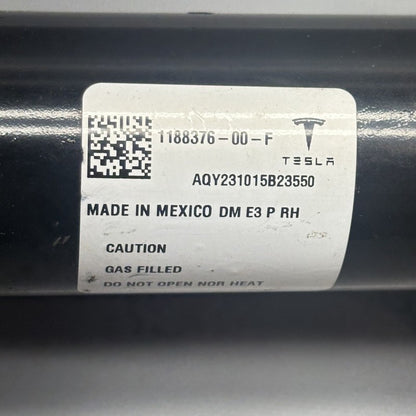 1188376-00-F
TESLA
AQY231015B23550
MADE IN MEXICO DM E3 P RH
CAUTION
GAS FILLED
DO NOT OPEN NOR HEAT